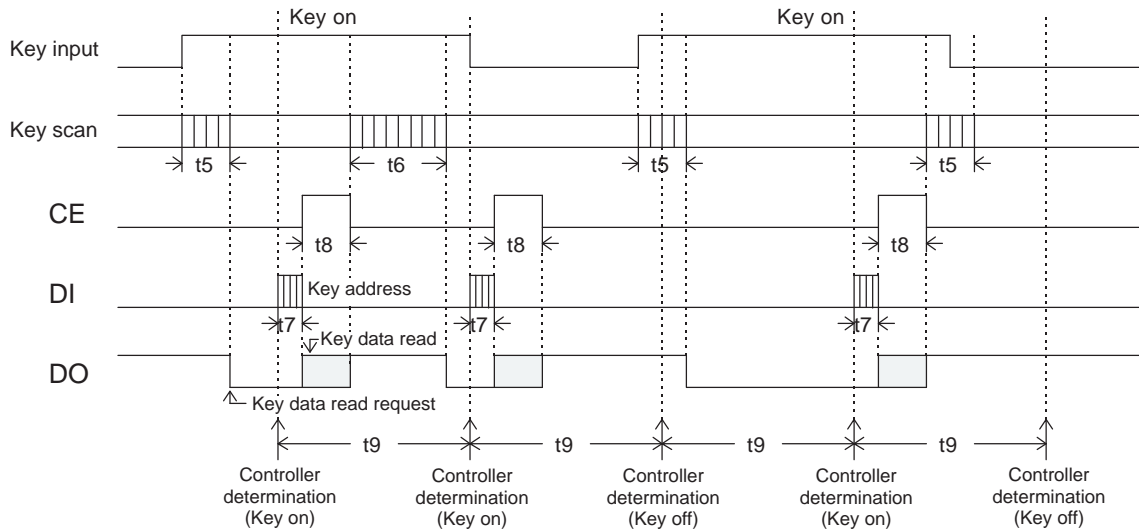 Key on
Key on
Key input
Key scan
t5
t6
t5
t5
CE
t8
t8
t8
DI
Key address
t7
t7
t7
Key data read
DO
Key data read request
t9
t9
t9
t9
Controller
determination
(Key on)
Controller
determination
(Key on)
Controller
determination
(Key off)
Controller
determination
(Key on)
Controller
determination
(Key off)